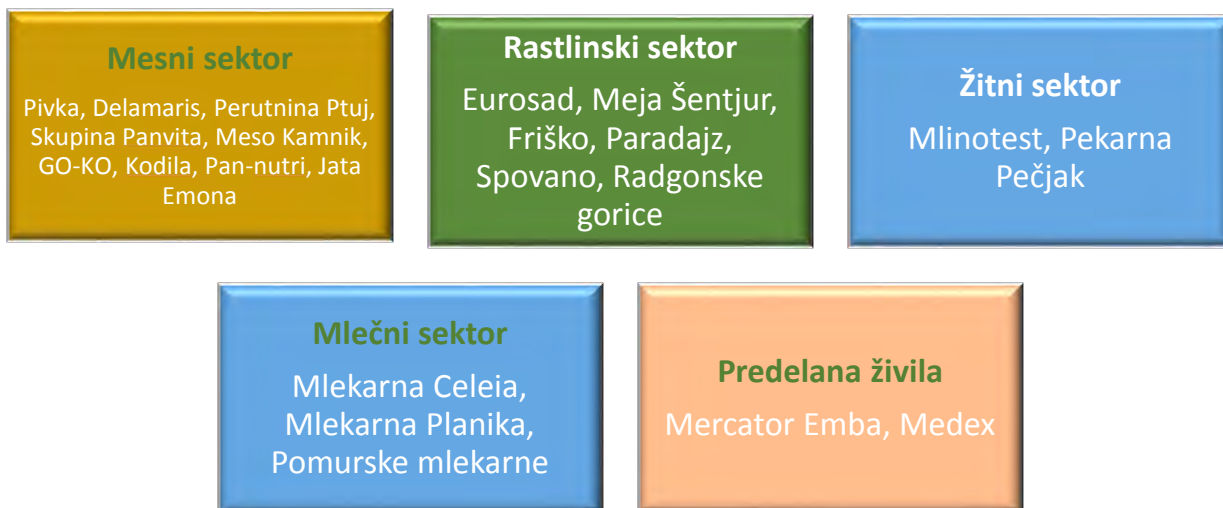 Mesni sektor
Pivka, Delamaris, Perutnina Ptuj,
Skupina Panvita, Meso Kamnik,
GO-KO, Kodila, Pan-nutri, Jata
Emona
Rastlinski sektor
Eurosad, Meja Šentjur,
Friško, Paradajz,
Spovano, Radgonske
gorice
Žitni sektor
Mlinotest, Pekarna
Pečjak
Mlečni sektor
Mlekarna Celeia,
Mlekarna Planika,
Pomurske mlekarne
Predelana živila
Mercator Emba, Medex